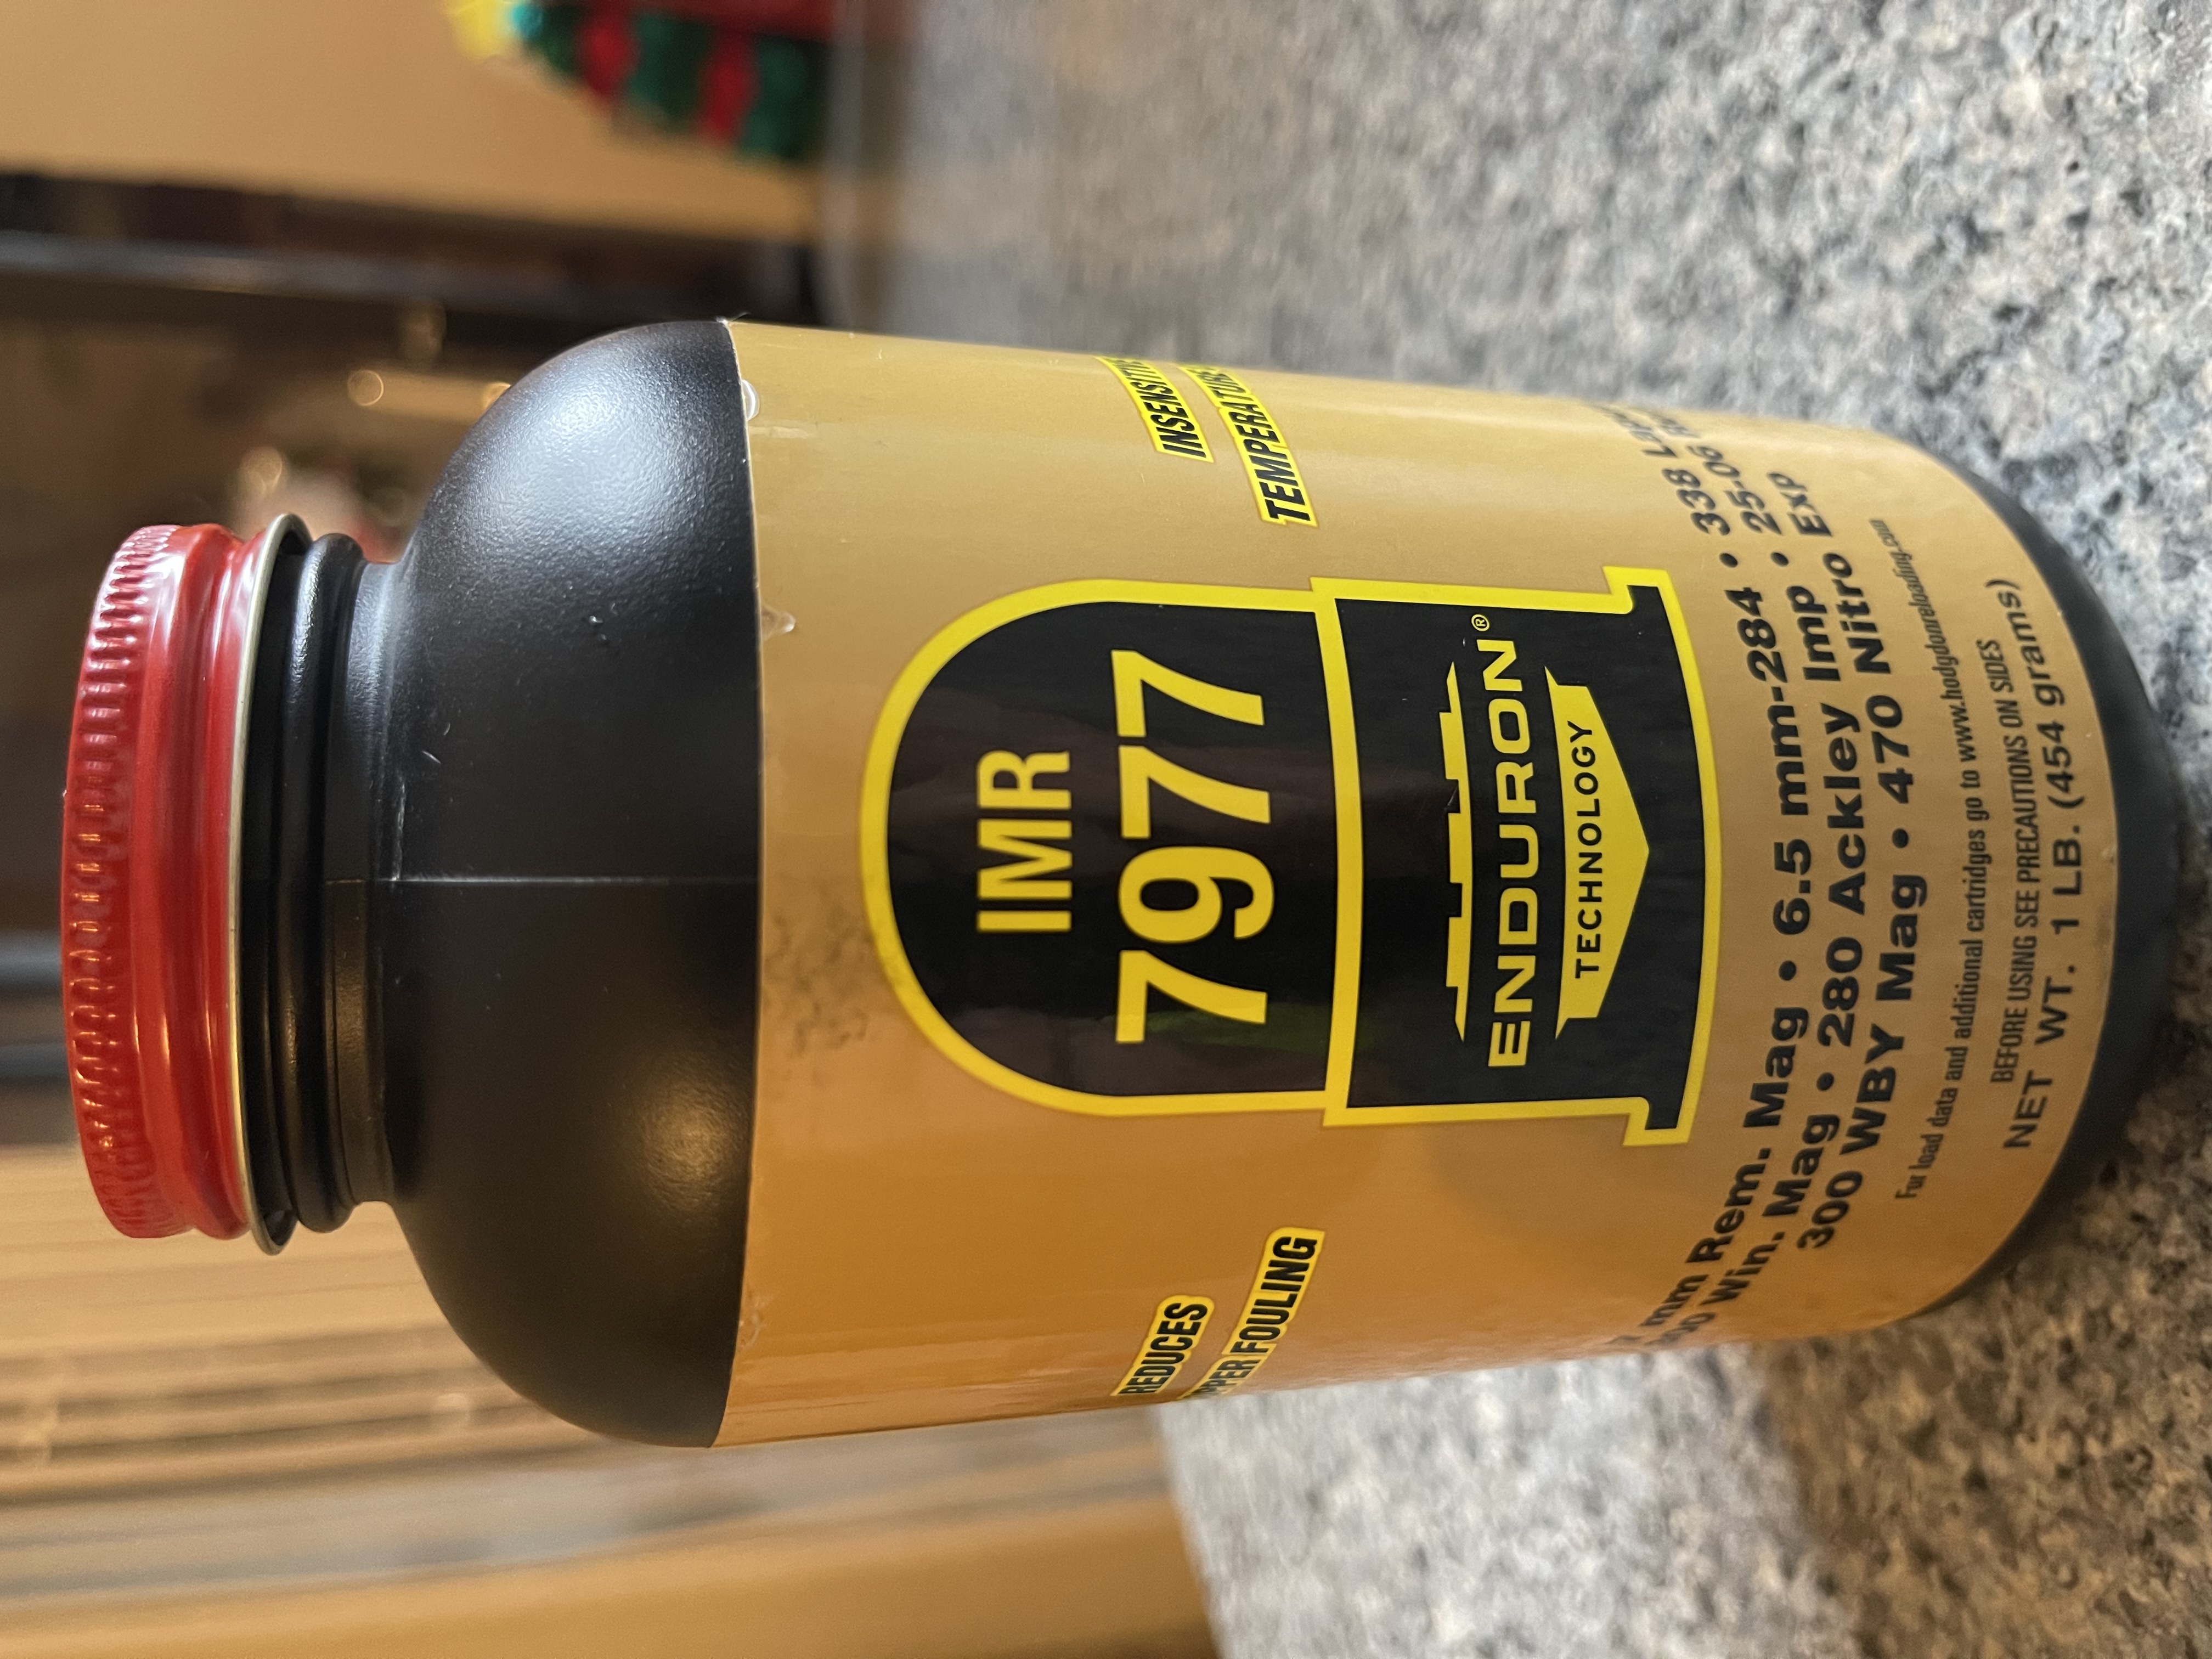 IMR
7977
ENDURON®
TECHNOLOGY
REDUCES
FOULING
INSENSITIVE
TEMPERATURE
mm Rem. Mag • 6.5 mm-284 • 338
Win. Mag • 280 Ackley Imp • 25-06
300 WBY Mag • 470 Nitro Exp
For load data and additional cartridges go to www.hodgdonreloading.com
BEFORE USING SEE PRECAUTIONS ON SIDES
NET WT. 1 LB. (454 grams)